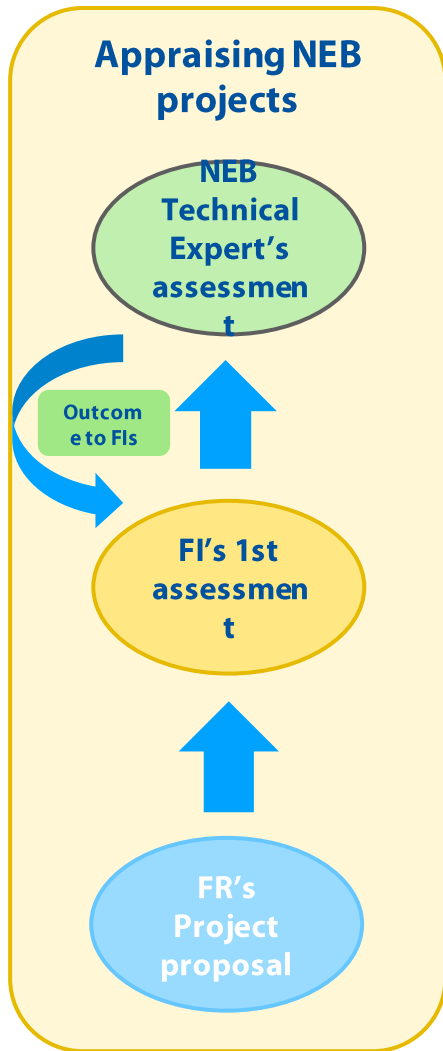 Appraising NEB
projects
NEB
Technical
Expert’s
assessmen
t
Outcom
e to FIs
FI’s 1st
assessmen
t
FR’s
Project
proposal